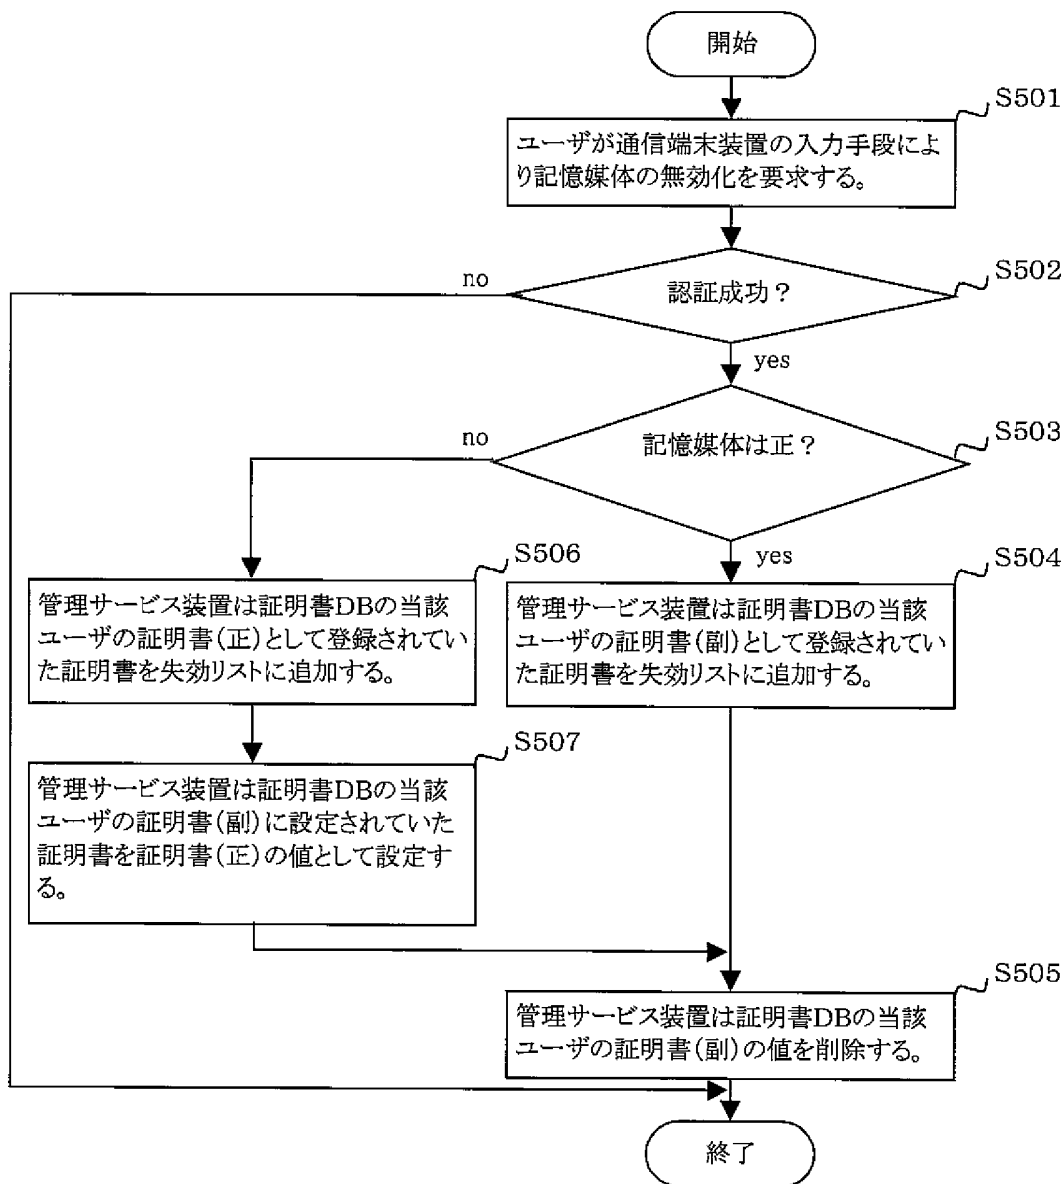 開始
S501
ユーザが通信端末装置の入力手段によ
り記憶媒体の無効化を要求する。
S502
no
認証成功？
yes
S503
no
記憶媒体は正？
yes
S506
S504
管理サービス装置は証明書DBの当該
ユーザの証明書(正)として登録されてい
た証明書を失効リストに追加する。
管理サービス装置は証明書DBの当該
ユーザの証明書(副)として登録されてい
た証明書を失効リストに追加する。
S507
管理サービス装置は証明書DBの当該
ユーザの証明書(副)に設定されていた
証明書を証明書(正)の値として設定す
る。
S505
管理サービス装置は証明書DBの当該
ユーザの証明書(副)の値を削除する。
終了